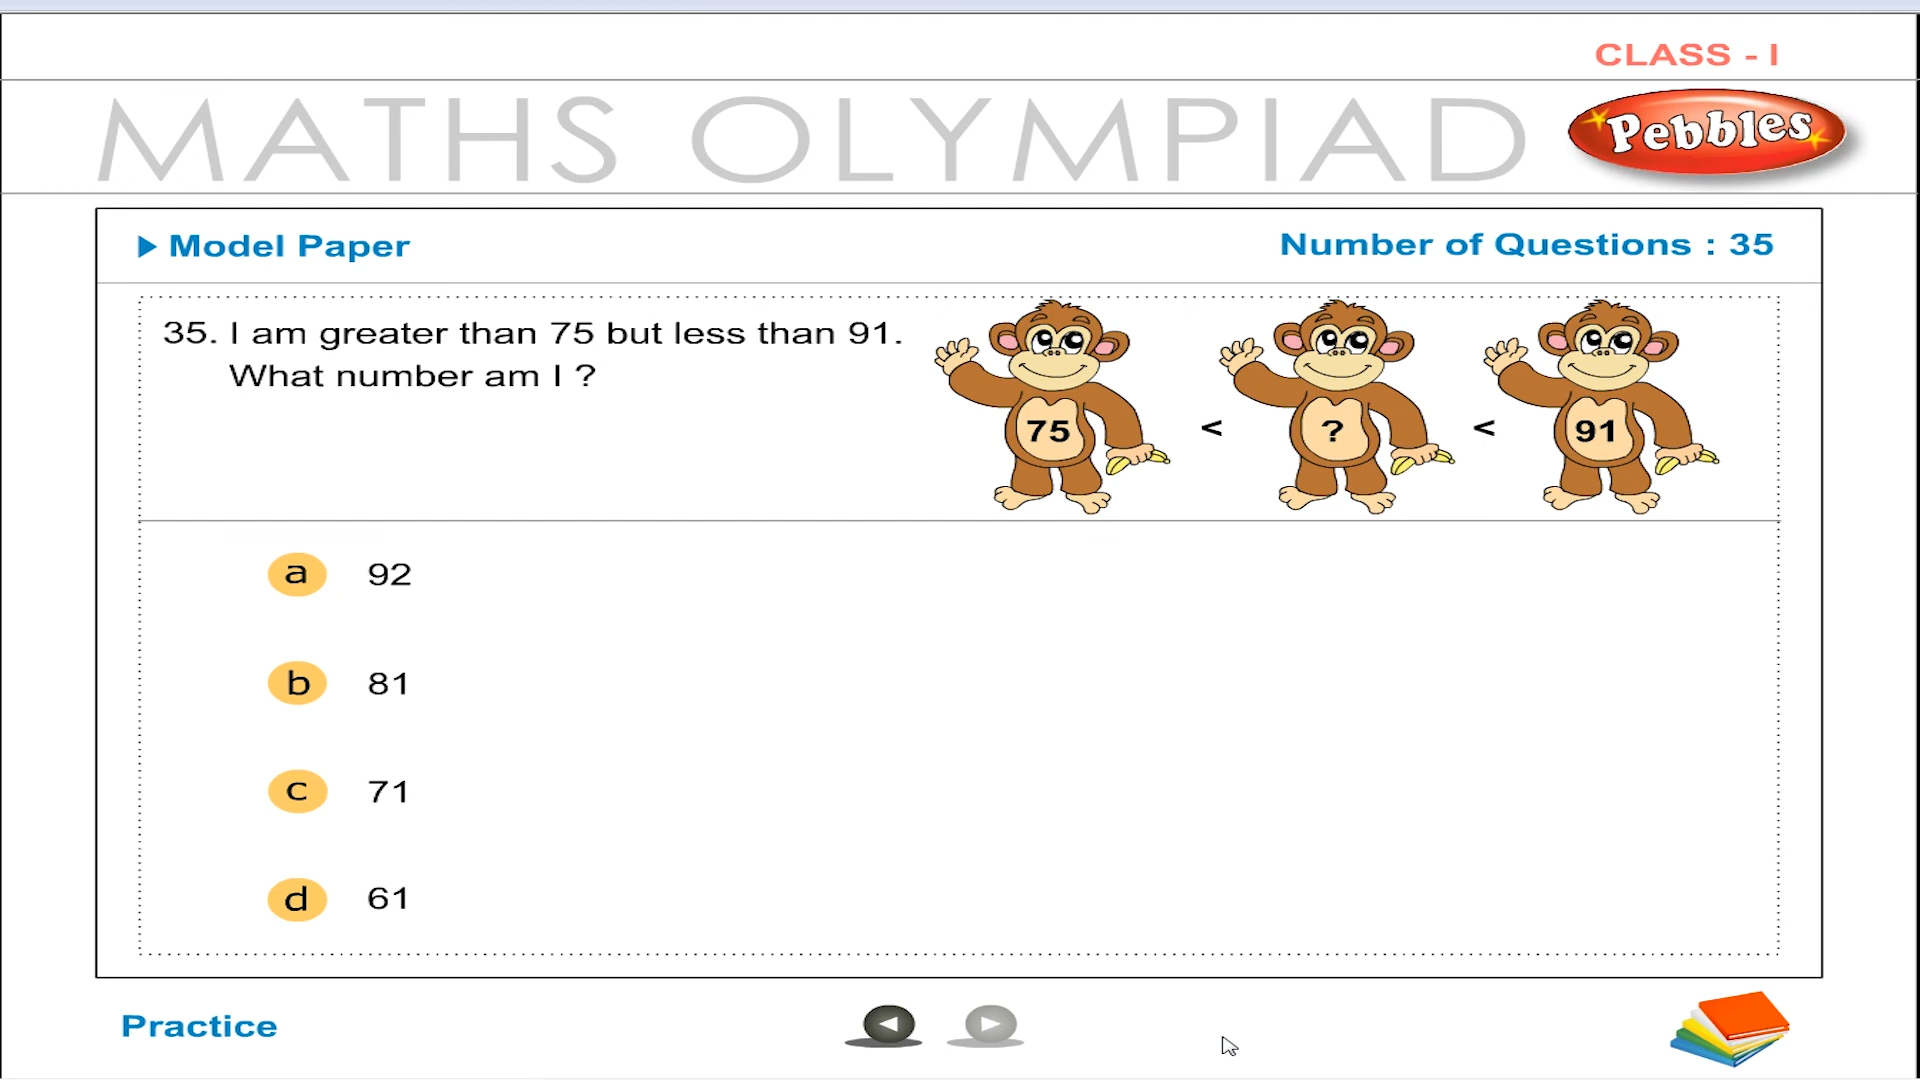 CLASS - I
MATHS OLYMPIAD
Pebbles
Model Paper
Number of Questions : 35
35. I am greater than 75 but less than 91.
What number am I ?
75 < ? < 91
a 92
b 81
c 71
d 61
Practice